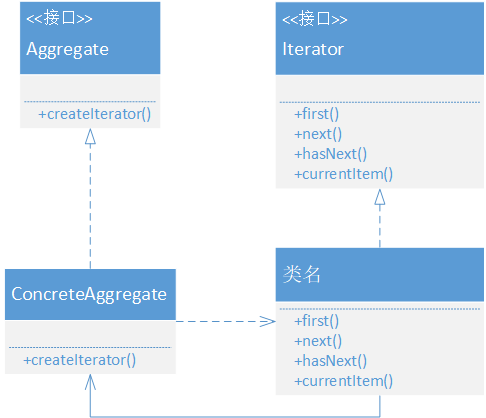 <<接口>>
Aggregate
+createIterator()
<<接口>>
Iterator
+first()
+next()
+hasNext()
+currentItem()
ConcreteAggregate
+createIterator()
类名
+first()
+next()
+hasNext()
+currentItem()